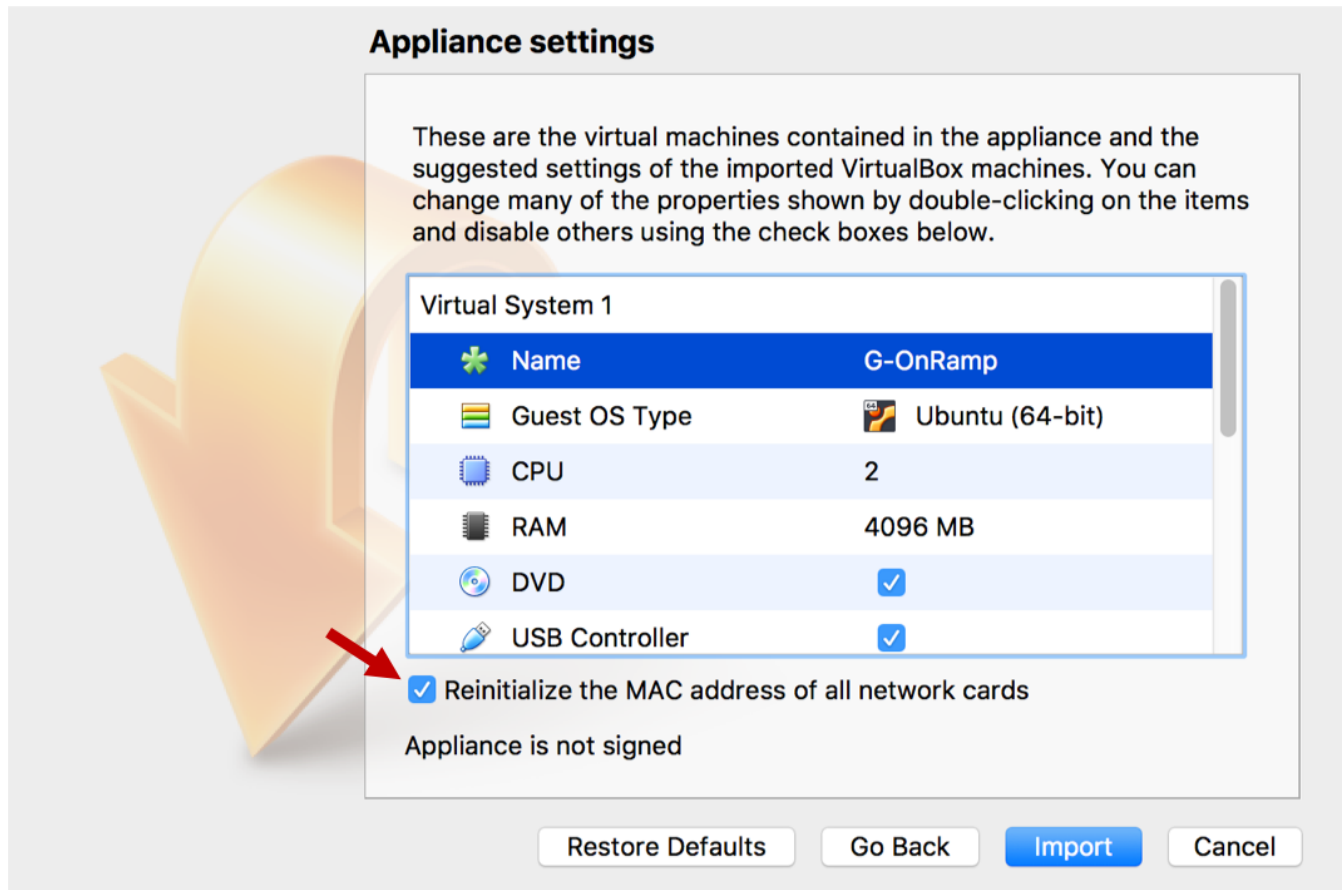 Appliance settings
These are the virtual machines contained in the appliance and the
suggested settings of the imported VirtualBox machines. You can
change many of the properties shown by double-clicking on the items
and disable others using the check boxes below.
Virtual System 1
Name G-OnRamp
Guest OS Type 64 Ubuntu (64-bit)
CPU 2
RAM 4096 MB
DVD
USB Controller
Reinitialize the MAC address of all network cards
Appliance is not signed
Restore Defaults Go Back Import Cancel